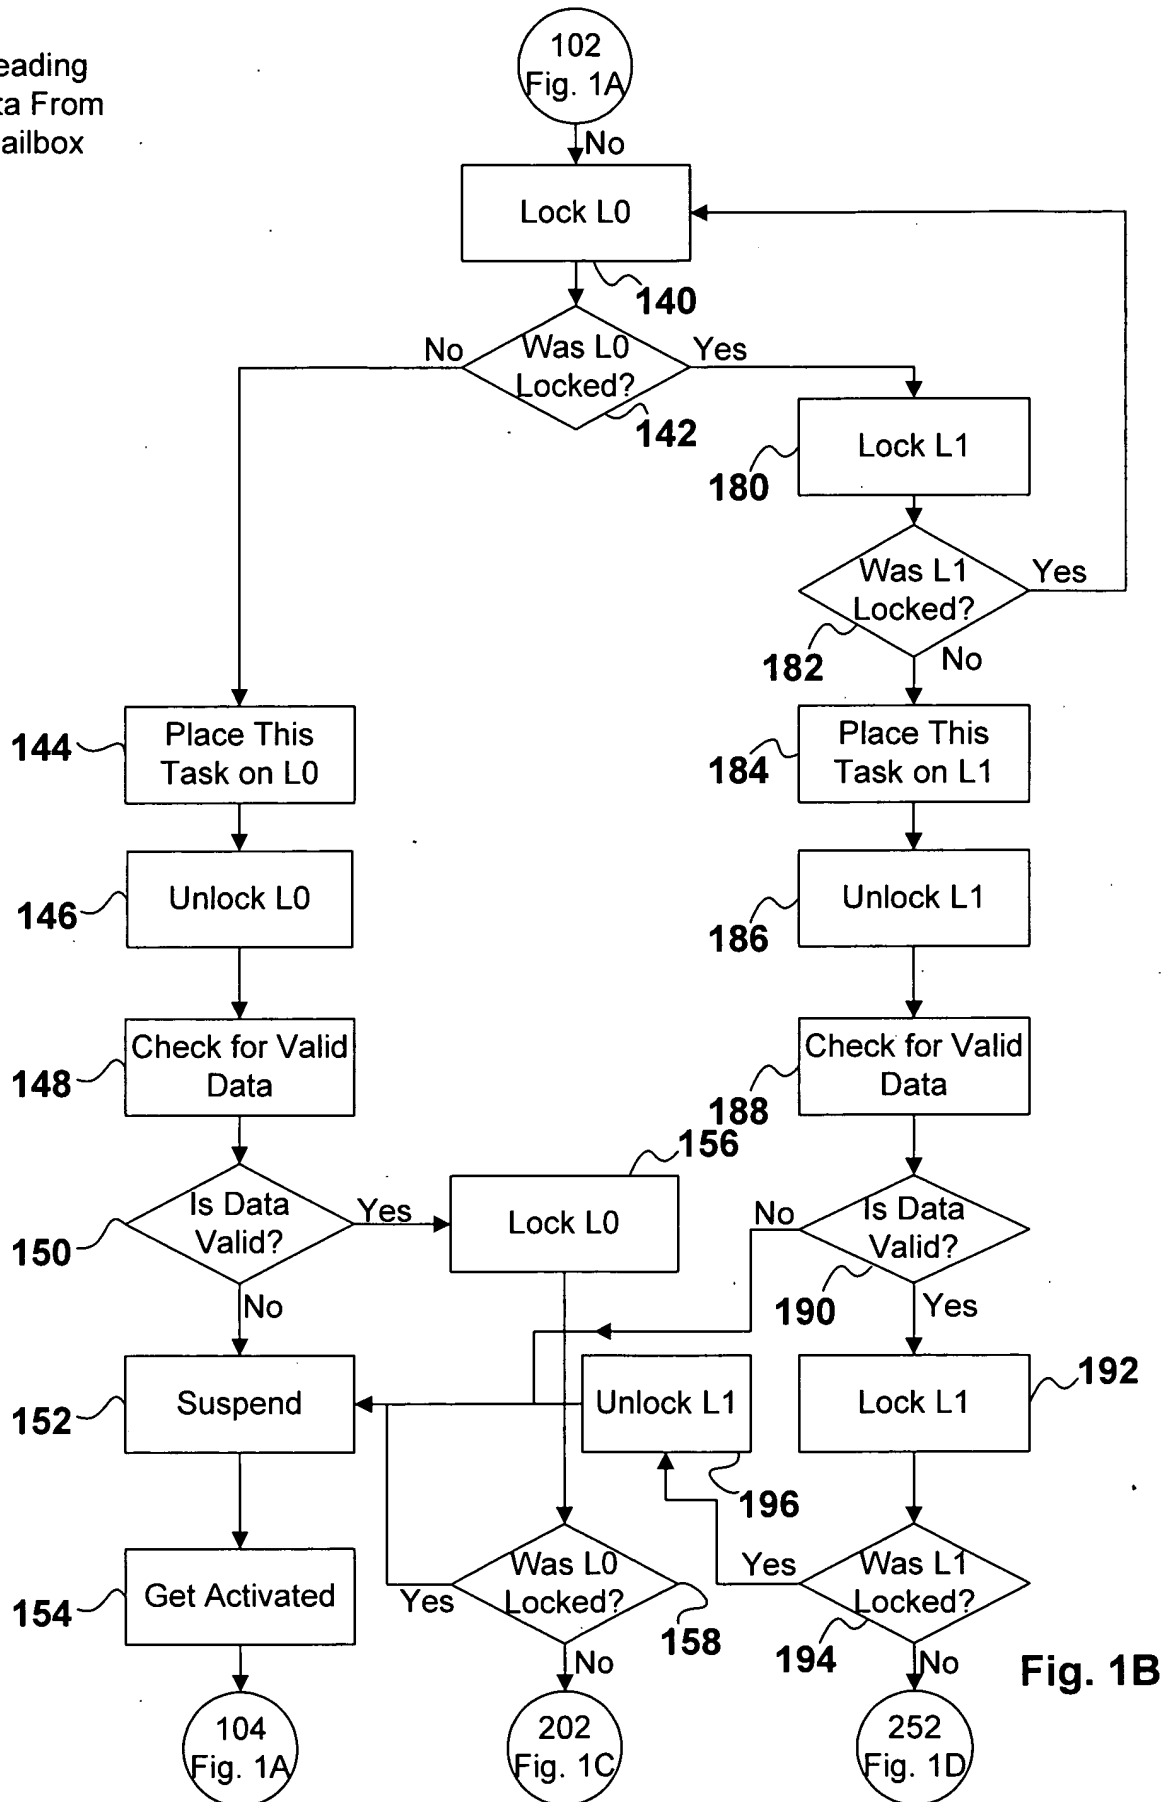 eading
ta From
ailbox
102
Fig. 1A
No
Lock L0
140
Was L0
Locked?
No
Yes
142
Lock L1
180
Was L1
Locked?
Yes
182
No
Place This
Task on L0
144
Place This
Task on L1
184
Unlock L0
146
Unlock L1
186
Check for Valid
Data
148
Check for Valid
Data
188
156
Is Data
Valid?
Yes
150
No
Lock L0
Is Data
Valid?
No
190
Yes
Suspend
152
Unlock L1
196
Lock L1
192
Get Activated
154
Was L0
Locked?
Yes
158
No
Was L1
Locked?
Yes
194
No
Fig. 1B
104
Fig. 1A
202
Fig. 1C
252
Fig. 1D